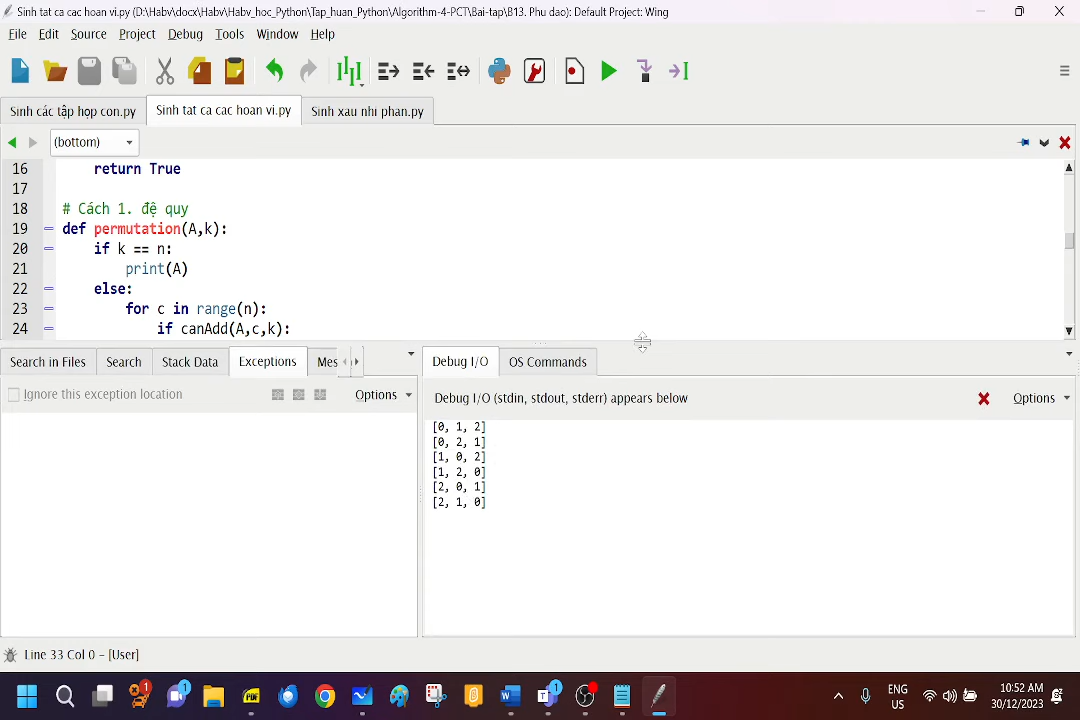 Sinh tat ca cac hoan vi.py (D:\Habv\docx\Habv\Habv_hoc_Python\Tap_huan_Python\Algorithm-4-PCT\Bai-tap\B13. Phu dao): Default Project: Wing
File Edit Source Project Debug Tools Window Help
Sinh các tập hợp con.py Sinh tat ca cac hoan vi.py Sinh xau nhi phan.py
(bottom)
16 return True
17
18 # Cách 1. đệ quy
19 def permutation(A,k):
20 if k == n:
21 print(A)
22 else:
23 for c in range(n):
24 if canAdd(A,c,k):
Search in Files Search Stack Data Exceptions Mes
Debug I/O OS Commands
Ignore this exception location Options
Debug I/O (stdin, stdout, stderr) appears below Options
[0, 1, 2]
[0, 2, 1]
[1, 0, 2]
[1, 2, 0]
[2, 0, 1]
[2, 1, 0]
Line 33 Col 0 - [User]
ENG
US
10:52 AM
30/12/2023